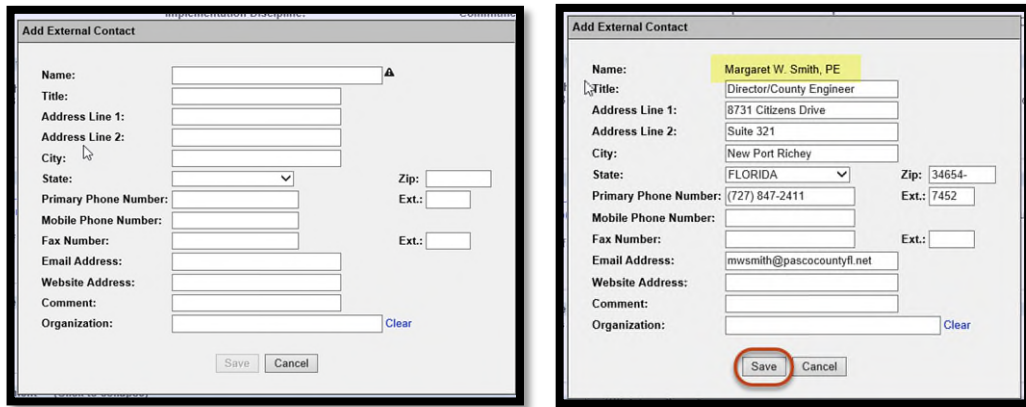 Implementation Discipline:
Add External Contact
Name:
Title:
Address Line 1:
Address Line 2:
City:
State:
Zip:
Primary Phone Number:
Ext.:
Mobile Phone Number:
Fax Number:
Ext.:
Email Address:
Website Address:
Comment:
Organization:
Clear
Save
Cancel
Add External Contact
Name: Margaret W. Smith, PE
Title: Director/County Engineer
Address Line 1: 8731 Citizens Drive
Address Line 2: Suite 321
City: New Port Richey
State: FLORIDA
Zip: 34654-
Primary Phone Number: (727) 847-2411
Ext.: 7452
Mobile Phone Number:
Fax Number:
Ext.:
Email Address: mwsmith@pascocountyfl.net
Website Address:
Comment:
Organization:
Clear
Save
Cancel